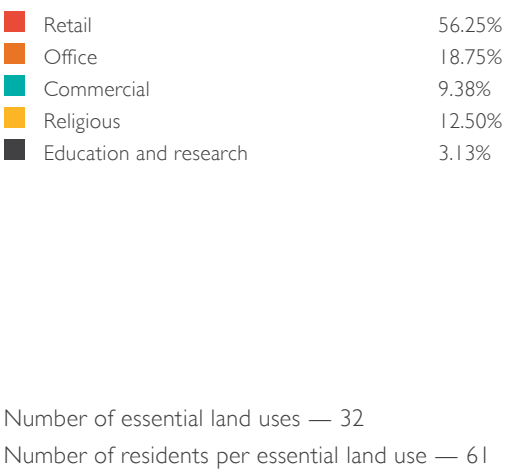 Retail 56.25%
Office 18.75%
Commercial 9.38%
Religious 12.50%
Education and research 3.13%
Number of essential land uses — 32
Number of residents per essential land use — 61